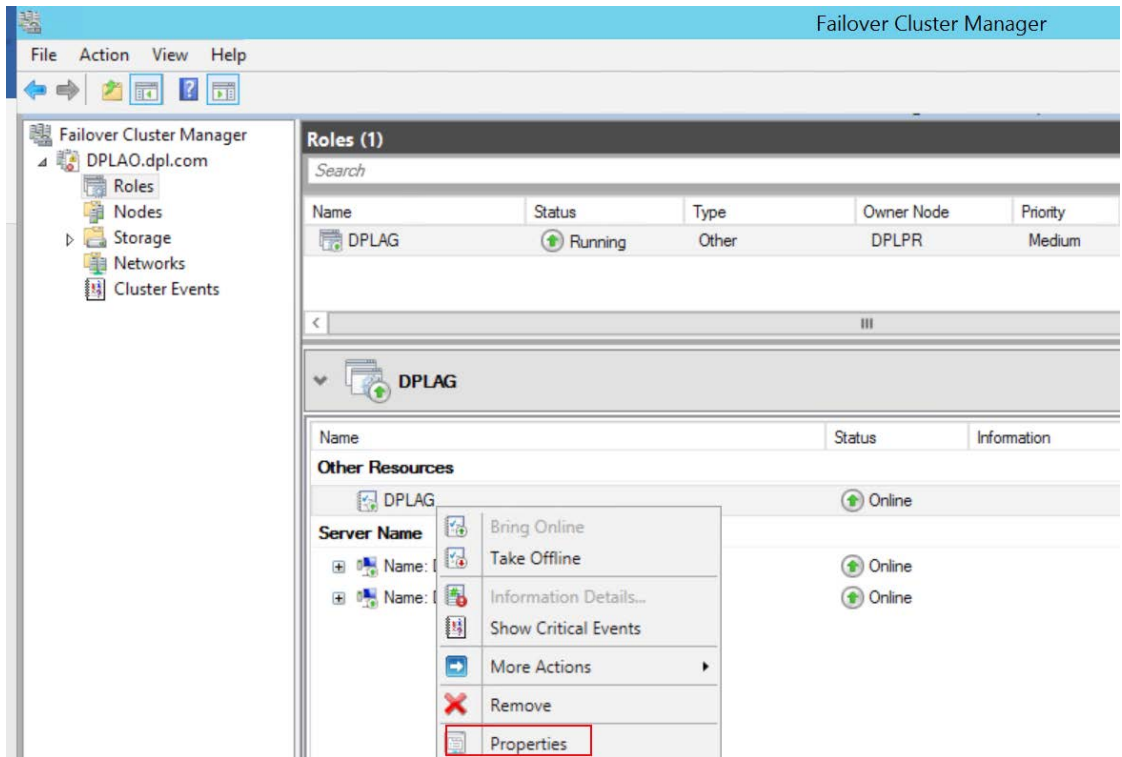 Failover Cluster Manager
File Action View Help
Failover Cluster Manager
DPLAO.dpl.com
Roles
Nodes
Storage
Networks
Cluster Events
Roles (1)
Search
Name Status Type Owner Node Priority
DPLAG Running Other DPLPR Medium
DPLAG
Name Status Information
Other Resources
DPLAG Online
Server Name
Name: Online
Name: Online
Bring Online
Take Offline
Information Details...
Show Critical Events
More Actions
Remove
Properties